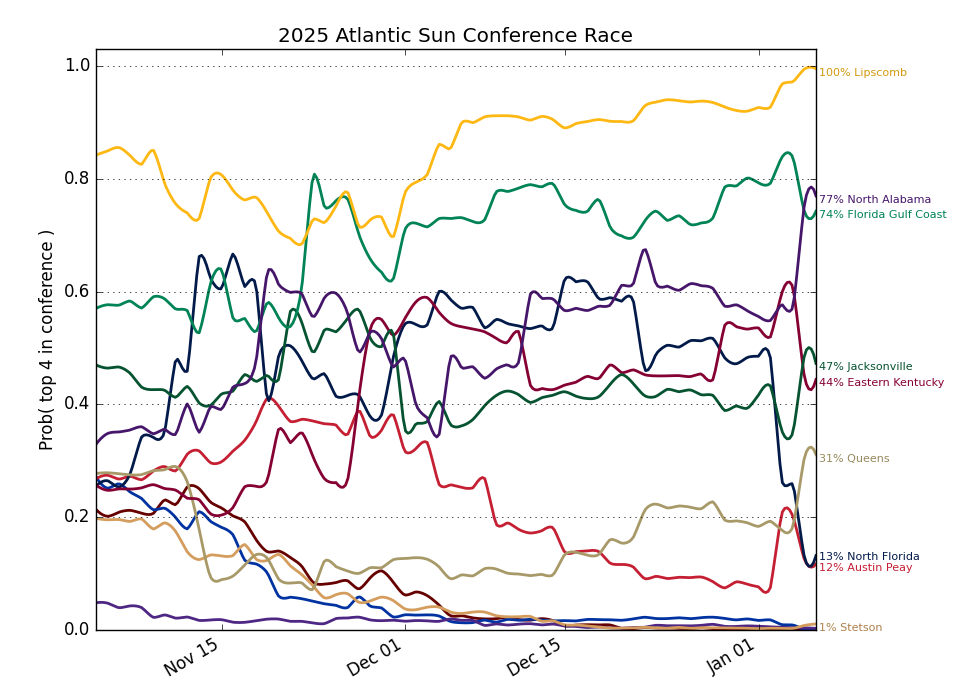 2025 Atlantic Sun Conference Race
Prob( top 4 in conference )
1.0
0.8
0.6
0.4
0.2
0.0
Nov 15
Dec 01
Dec 15
Jan 01
100% Lipscomb
77% North Alabama
74% Florida Gulf Coast
47% Jacksonville
44% Eastern Kentucky
31% Queens
13% North Florida
12% Austin Peay
1% Stetson